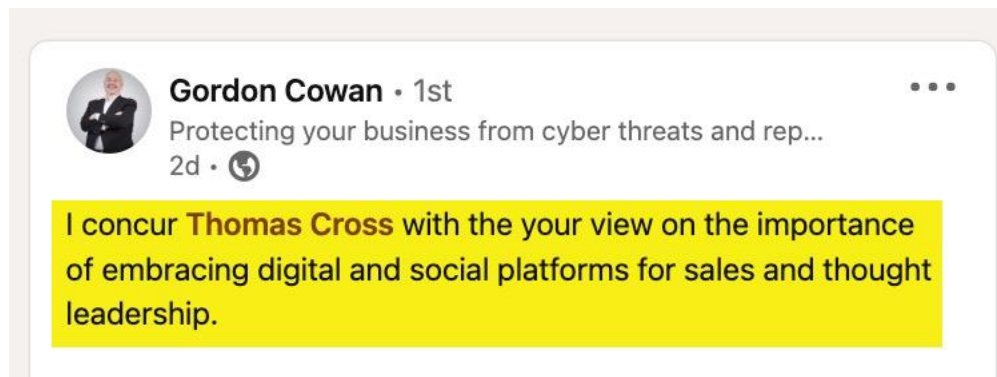 Gordon Cowan • 1st
Protecting your business from cyber threats and rep...
2d •
I concur Thomas Cross with the your view on the importance
of embracing digital and social platforms for sales and thought
leadership.